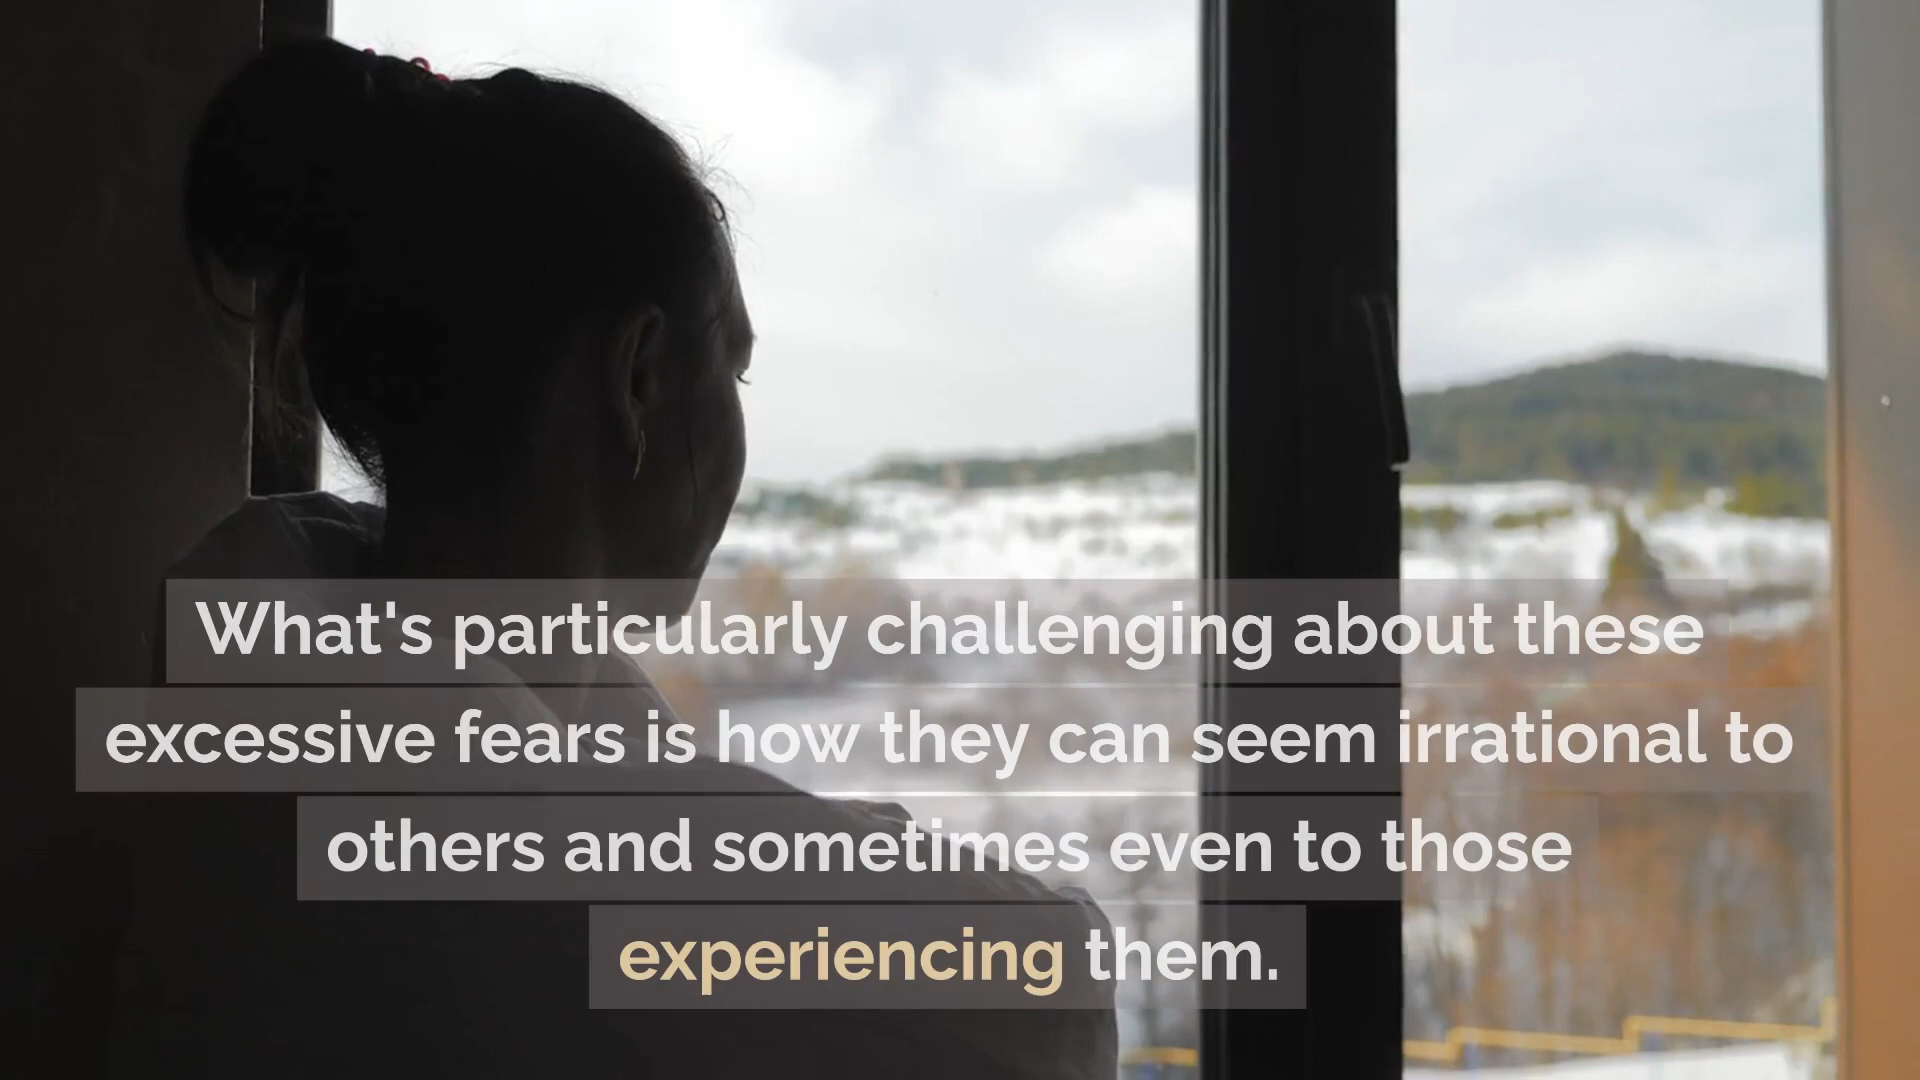 What's particularly challenging about these
excessive fears is how they can seem irrational to
others and sometimes even to those
experiencing them.